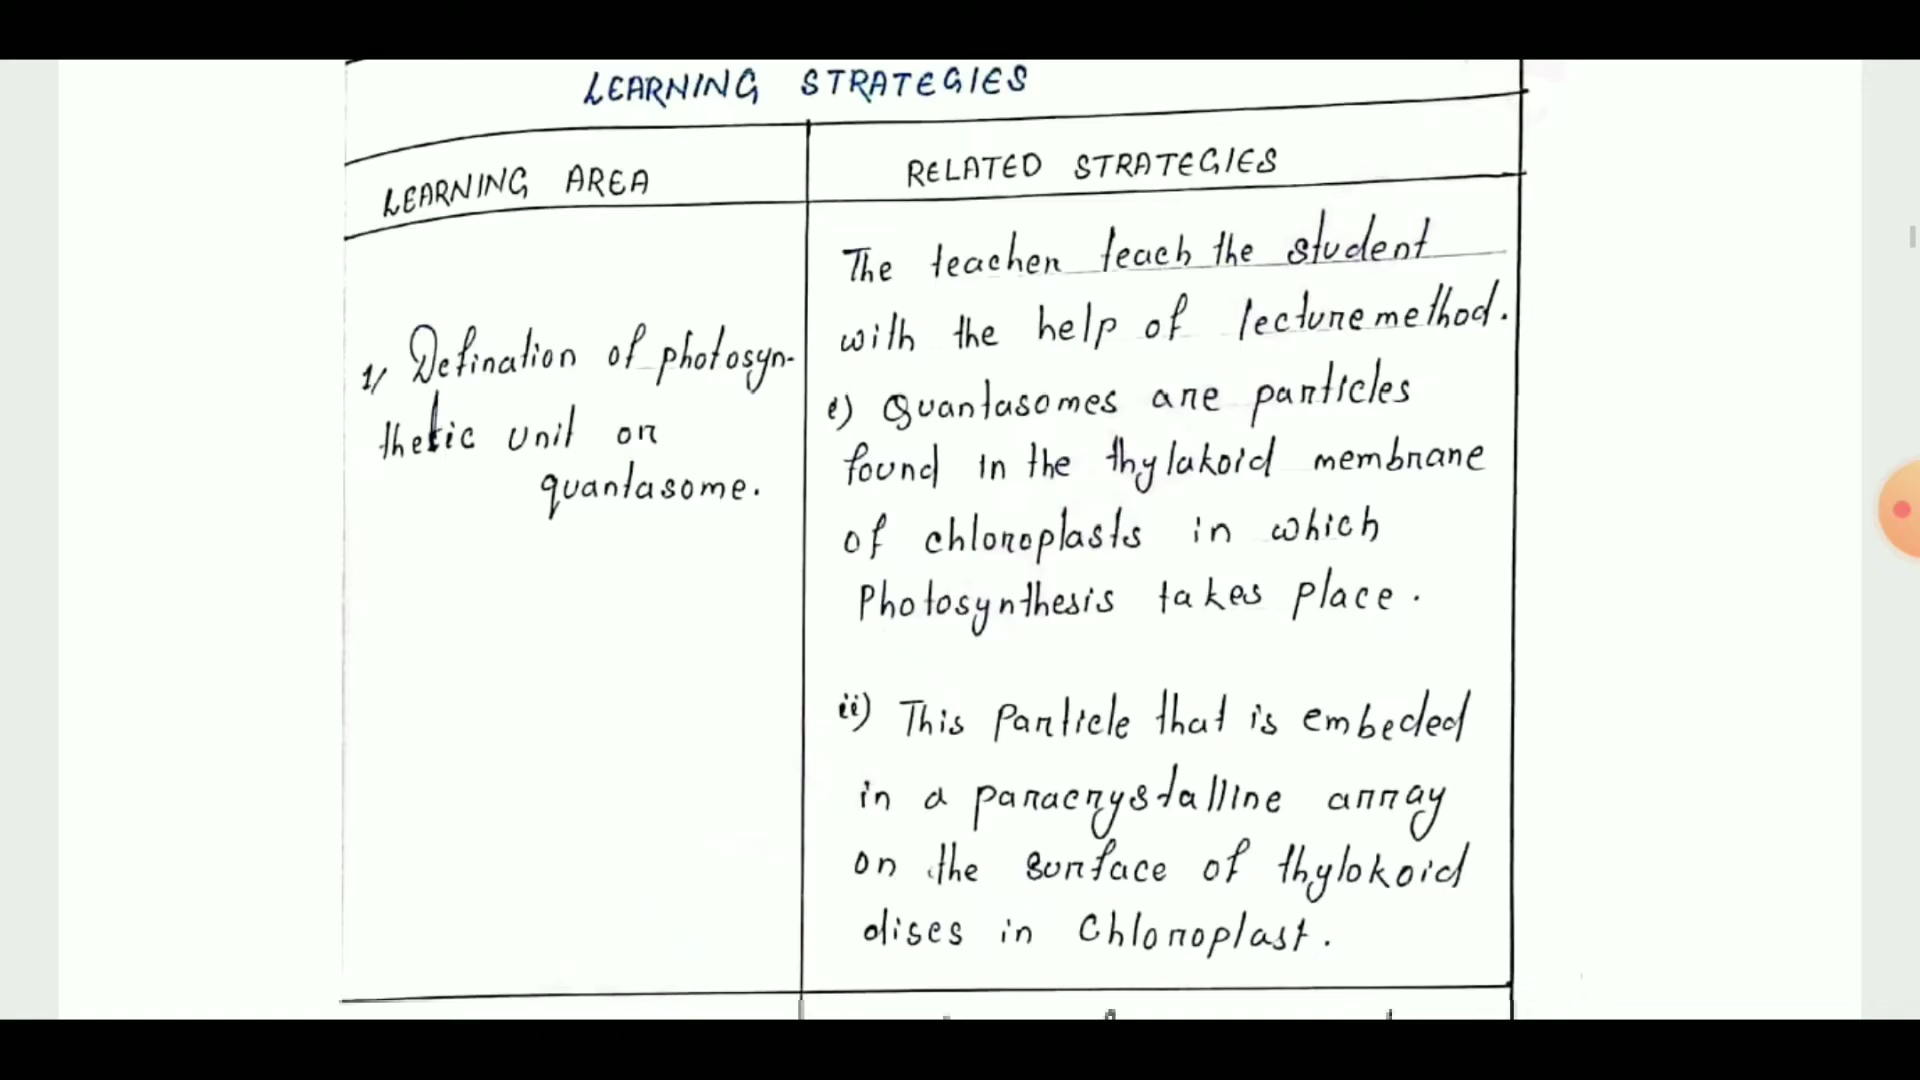 LEARNING STRATEGIES
LEARNING AREA
RELATED STRATEGIES
1/ Defination of photosyn-
thetic unit or
quantasome.
The teacher teach the student
with the help of lecture method.
i) Quantasomes are particles
found in the thylakoid membrane
of chloroplasts in which
Photosynthesis takes place.
ii) This Particle that is embeded
in a paracrystalline array
on the surface of thylokoid
dises in Chloroplast.